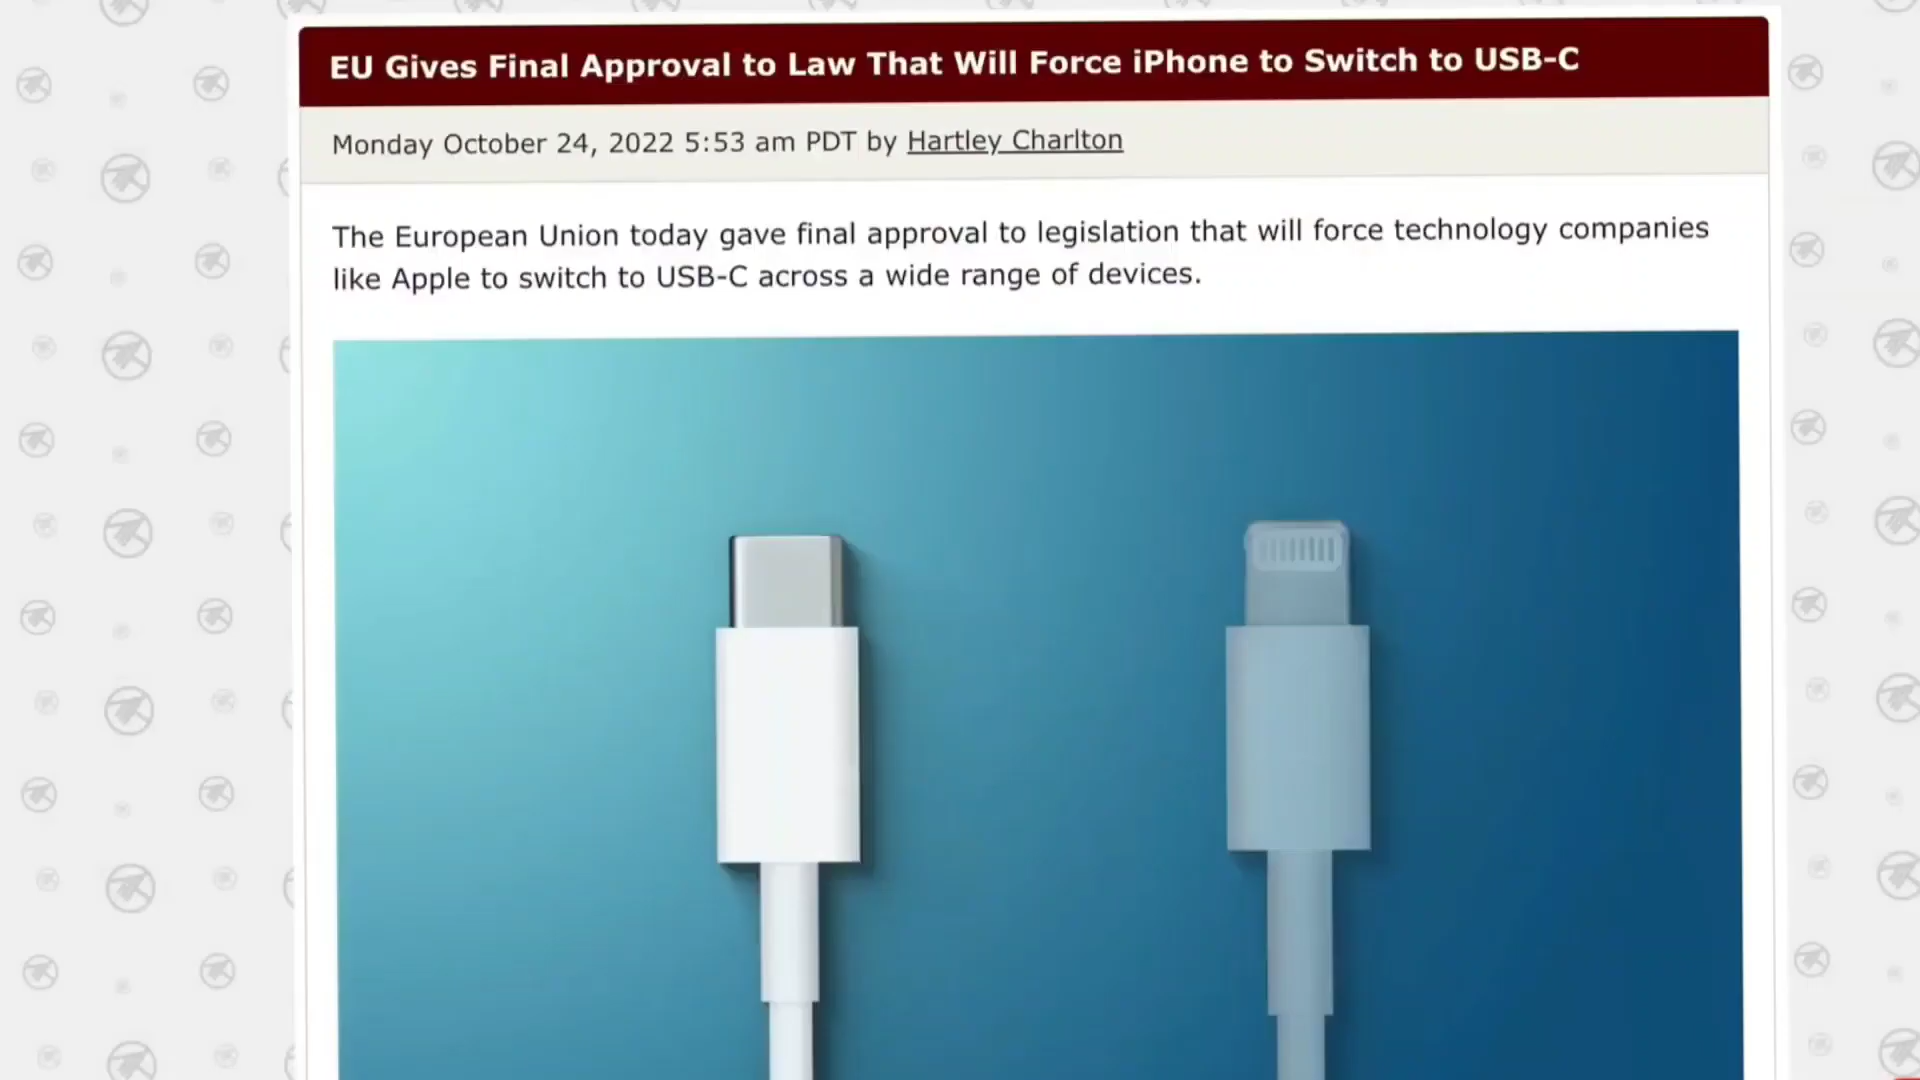 EU Gives Final Approval to Law That Will Force iPhone to Switch to USB-C
Monday October 24, 2022 5:53 am PDT by Hartley Charlton
The European Union today gave final approval to legislation that will force technology companies
like Apple to switch to USB-C across a wide range of devices.